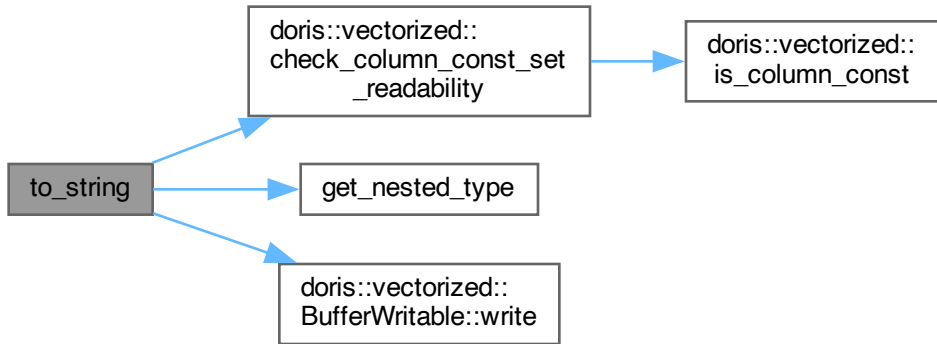 doris::vectorized::
check_column_const_set
_readability
doris::vectorized::
is_column_const
to_string
get_nested_type
doris::vectorized::
BufferWritable::write